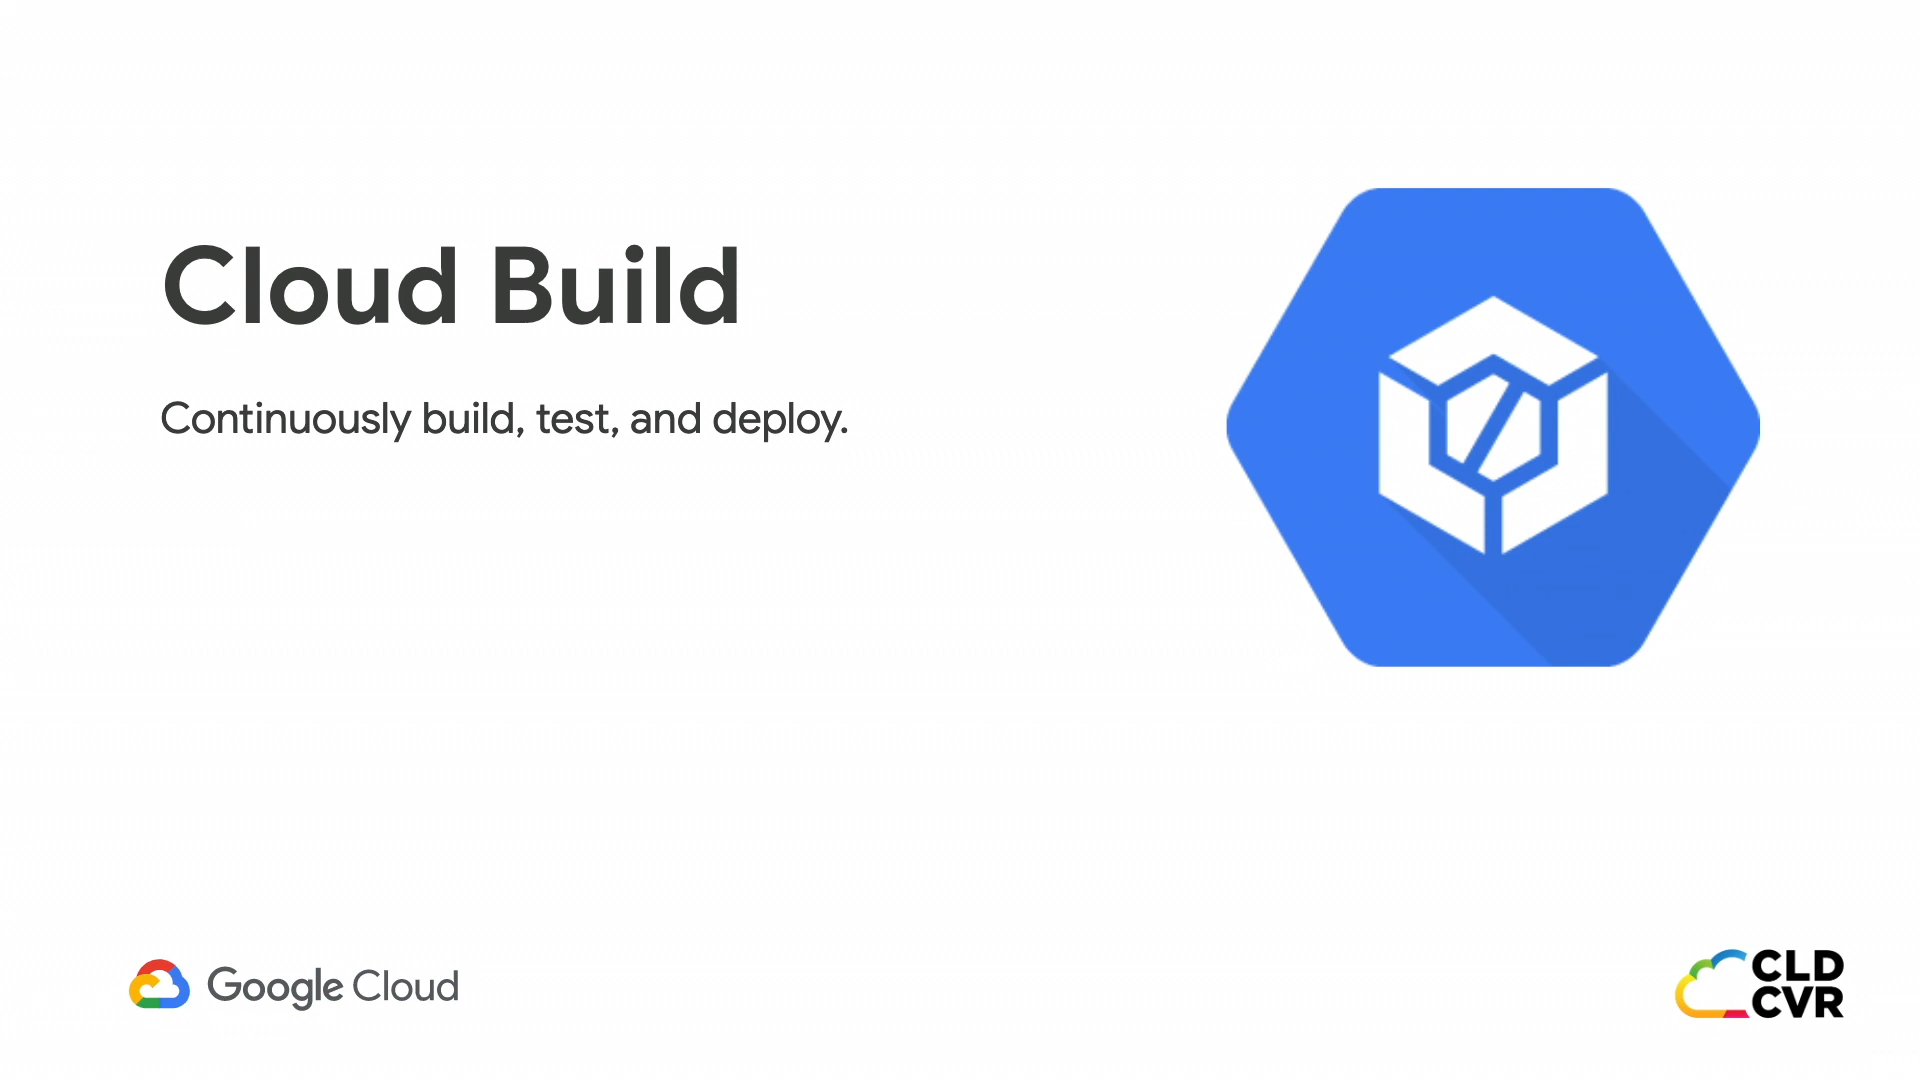 Cloud Build
Continuously build, test, and deploy.
Google Cloud
CLD
CVR